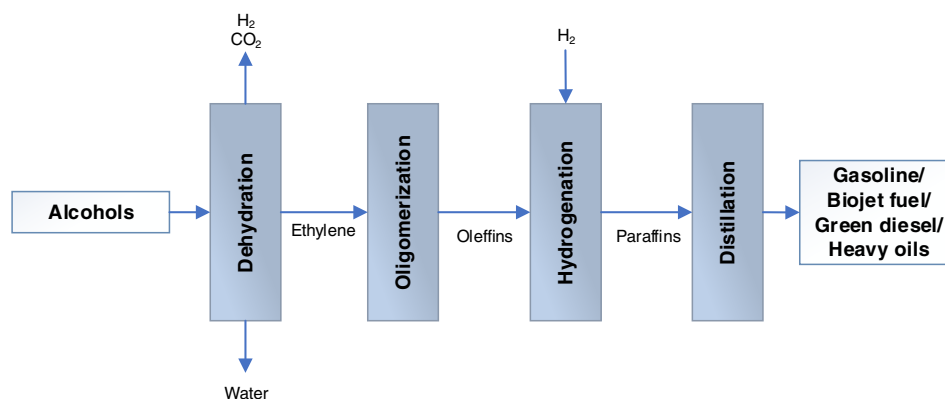 H₂
CO₂
H₂
Alcohols
Dehydration
Ethylene
Oligomerization
Oleffins
Hydrogenation
Paraffins
Distillation
Gasoline/
Biojet fuel/
Green diesel/
Heavy oils
Water